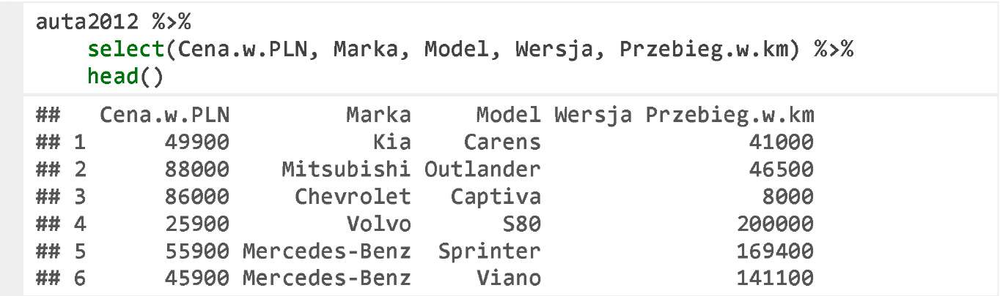 auta2012 %>%
    select(Cena.w.PLN, Marka, Model, Wersja, Przebieg.w.km) %>%
    head()
##   Cena.w.PLN         Marka     Model Wersja Przebieg.w.km
## 1      49900           Kia    Carens                41000
## 2      88000    Mitsubishi Outlander                46500
## 3      86000     Chevrolet   Captiva                 8000
## 4      25900         Volvo       S80               200000
## 5      55900 Mercedes-Benz  Sprinter               169400
## 6      45900 Mercedes-Benz     Viano               141100